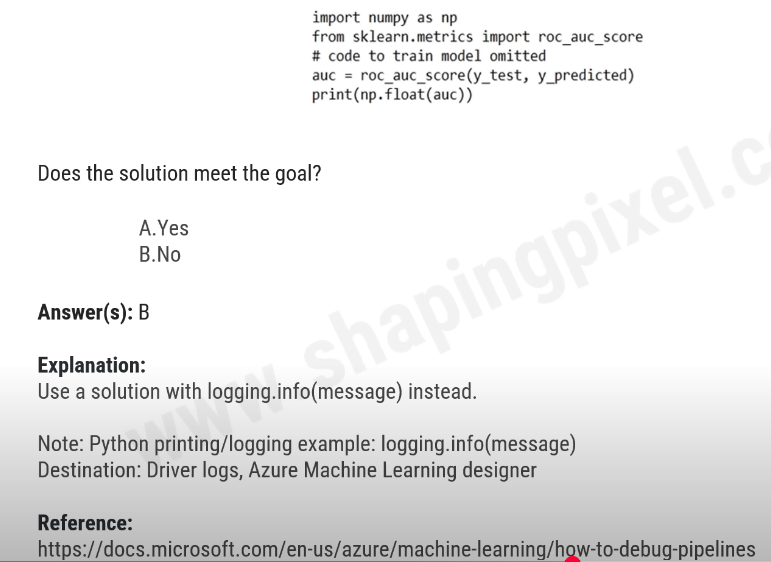 import numpy as np
from sklearn.metrics import roc_auc_score
# code to train model omitted
auc = roc_auc_score(y_test, y_predicted)
print(np.float(auc))
Does the solution meet the goal?
A.Yes
B.No
Answer(s): B
Explanation:
Use a solution with logging.info(message) instead.
Note: Python printing/logging example: logging.info(message)
Destination: Driver logs, Azure Machine Learning designer
Reference:
https://docs.microsoft.com/en-us/azure/machine-learning/how-to-debug-pipelines
www.shapingpixel.c